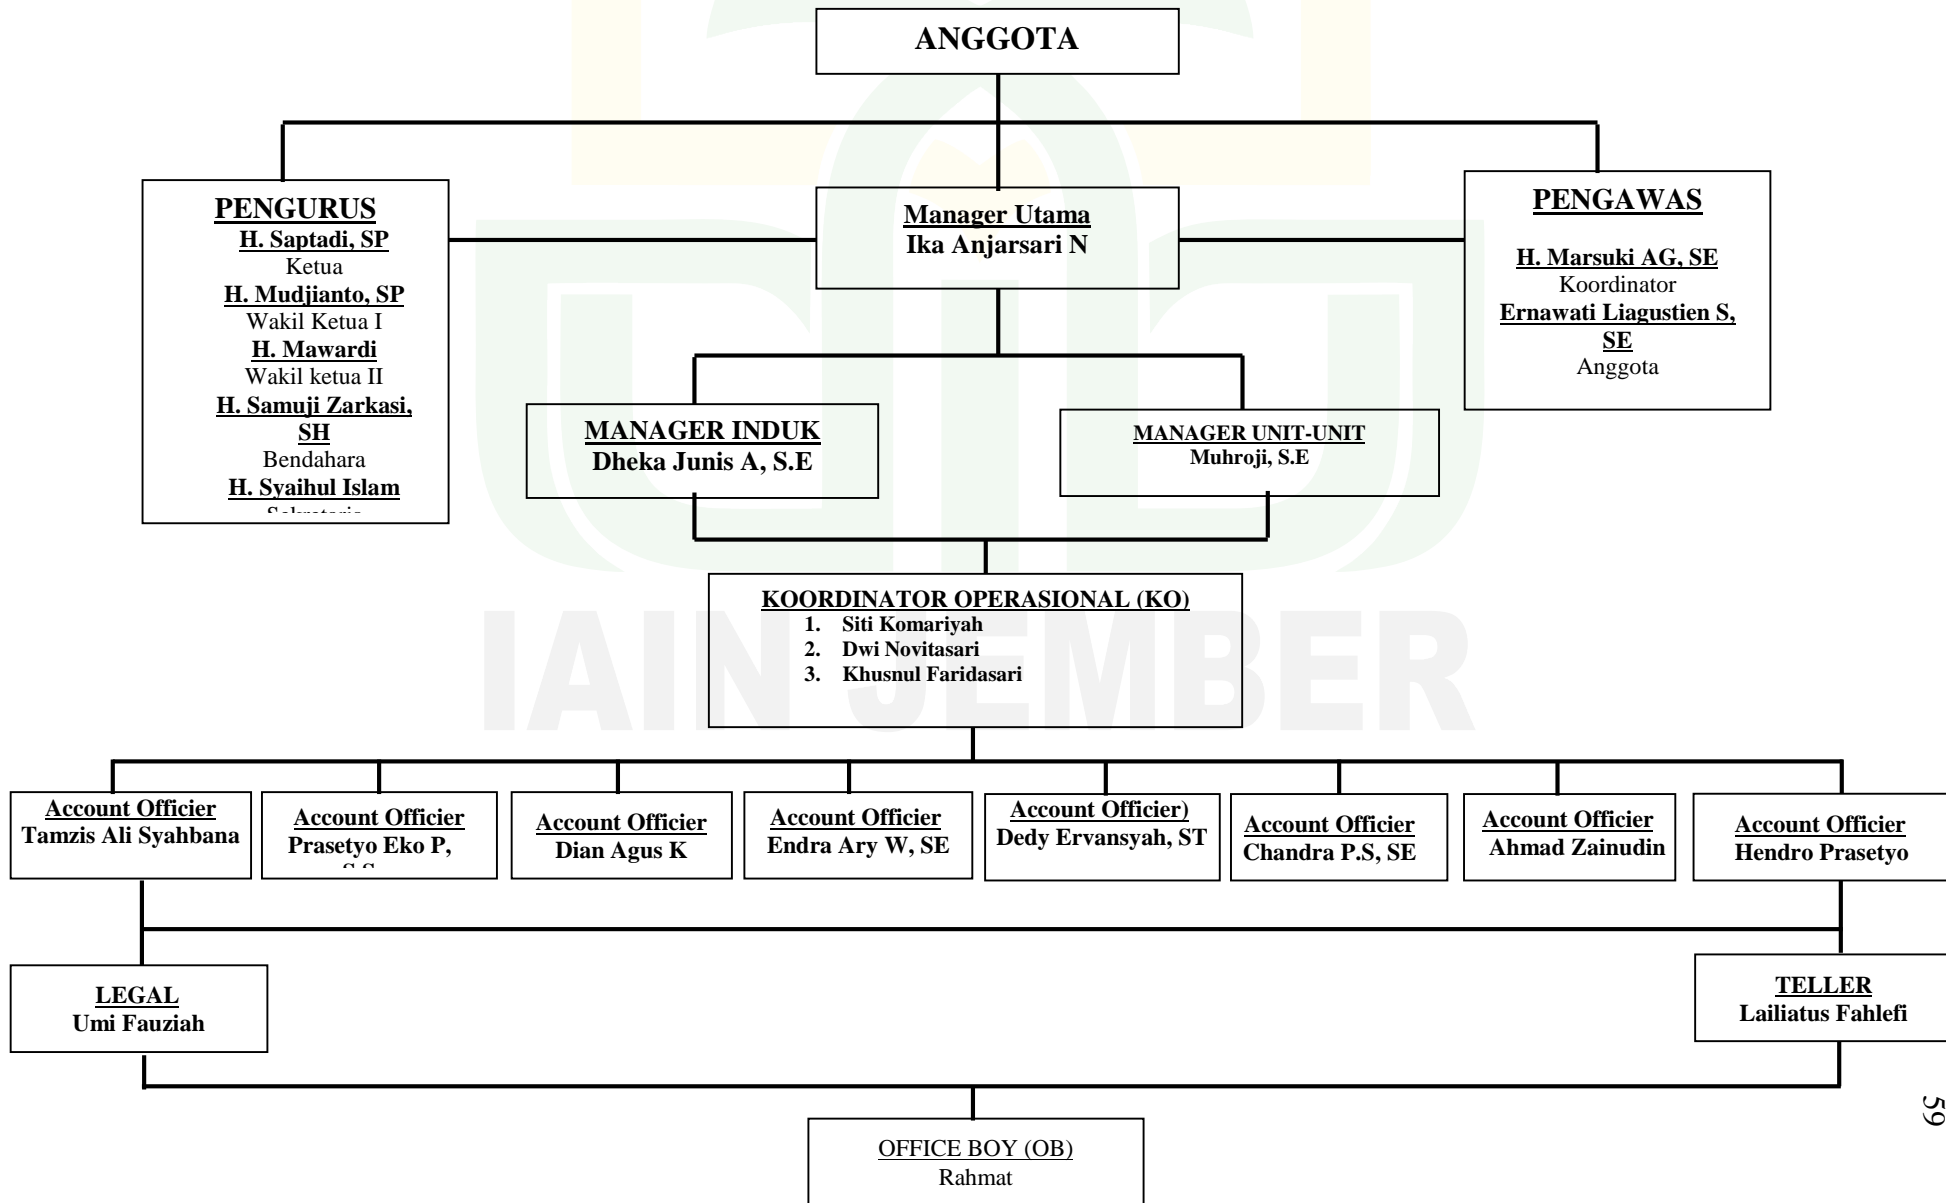 ANGGOTA
PENGURUS
H. Saptadi, SP
Ketua
H. Mudjianto, SP
Wakil Ketua I
H. Mawardi
Wakil ketua II
H. Samuji Zarkasi,
SH
Bendahara
H. Syaihul Islam
Manager Utama
Ika Anjarsari N
PENGAWAS
H. Marsuki AG, SE
Koordinator
Ernawati Liagustien S,
SE
Anggota
MANAGER INDUK
Dheka Junis A, S.E
MANAGER UNIT-UNIT
Muhroji, S.E
KOORDINATOR OPERASIONAL (KO)
1. Siti Komariyah
2. Dwi Novitasari
3. Khusnul Faridasari
IAIN JEMBER
Account Officier
Tamzis Ali Syahbana
Account Officier
Prasetyo Eko P,
Account Officier
Dian Agus K
Account Officier
Endra Ary W, SE
Account Officier)
Dedy Ervansyah, ST
Account Officier
Chandra P.S, SE
Account Officier
Ahmad Zainudin
Account Officier
Hendro Prasetyo
LEGAL
Umi Fauziah
TELLER
Lailiatus Fahlefi
OFFICE BOY (OB)
Rahmat
59